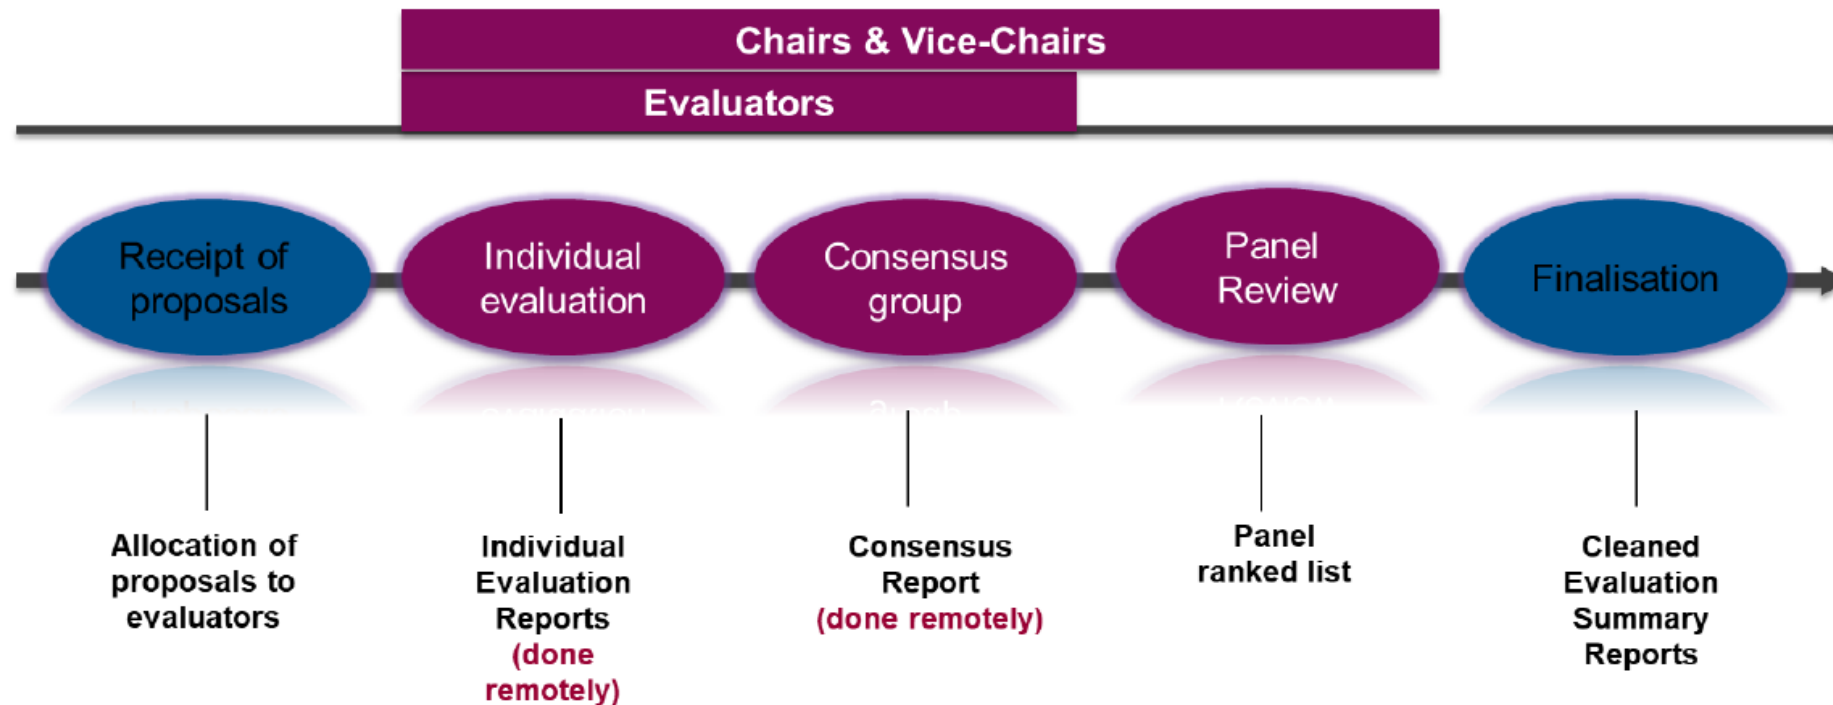 Chairs & Vice-Chairs
Evaluators
Receipt of
proposals
Individual
evaluation
Consensus
group
Panel
Review
Finalisation
Allocation of
proposals to
evaluators
Individual
Evaluation
Reports
(done
remotely)
Consensus
Report
(done remotely)
Panel
ranked list
Cleaned
Evaluation
Summary
Reports